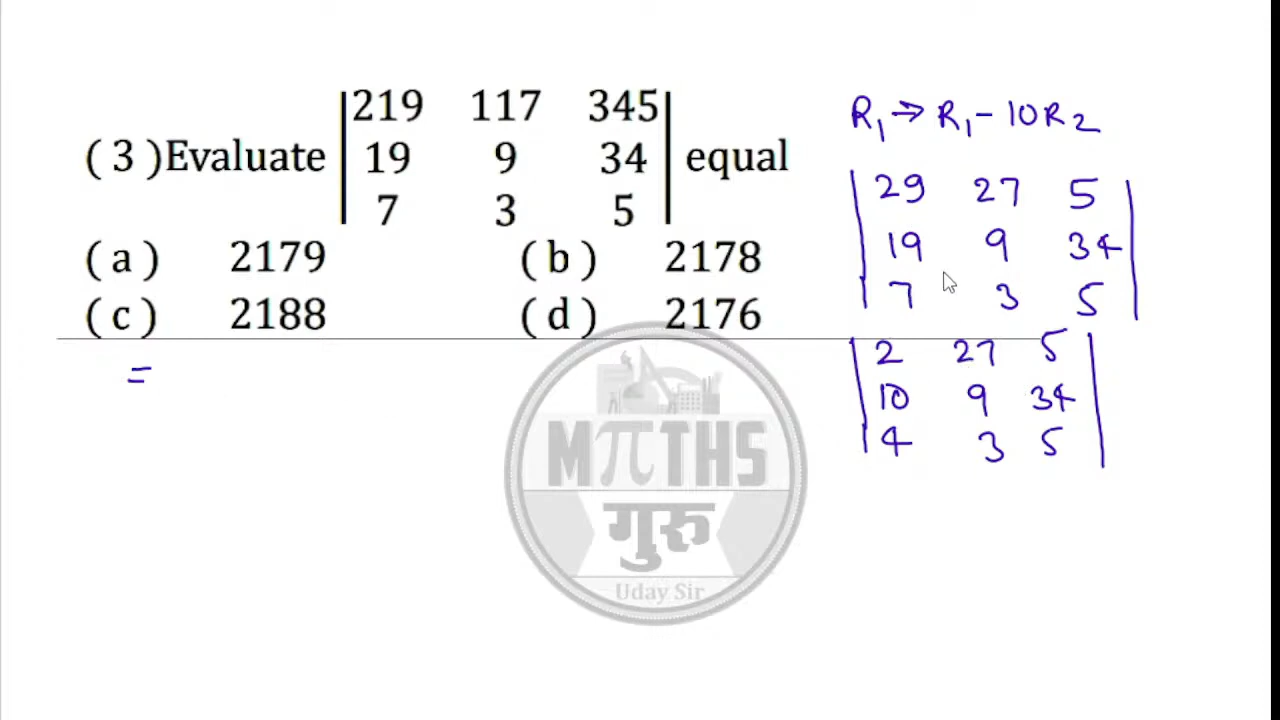 219 117 345
( 3 )Evaluate 19 9 34 equal
7 3 5
( a ) 2179 ( b ) 2178
( c ) 2188 ( d ) 2176
=
R₁ → R₁ - 10R₂
29 27 5
19 9 34
7 3 5
2 27 5
10 9 34
4 3 5
MπTHS
गुरु
Uday Sir